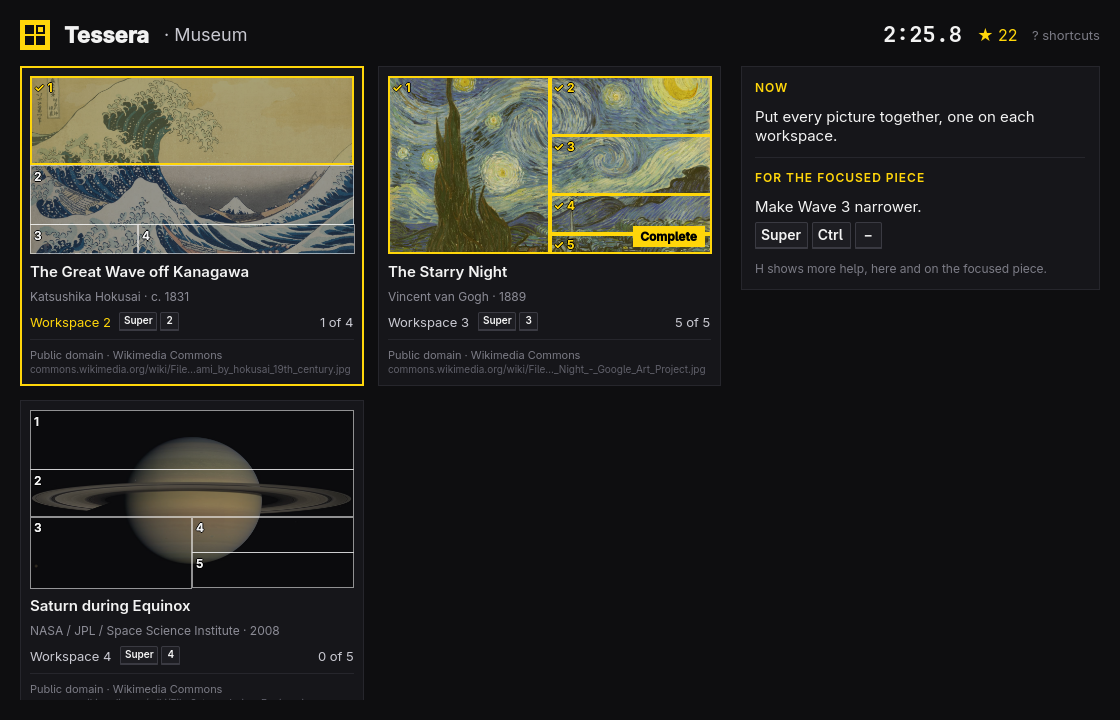 Tessera · Museum
2:25.8 ★ 22 ? shortcuts
✓ 1
2
3
4
The Great Wave off Kanagawa
Katsushika Hokusai · c. 1831
Workspace 2 Super 2 1 of 4
Public domain · Wikimedia Commons
commons.wikimedia.org/wiki/File...ami_by_hokusai_19th_century.jpg
✓ 1
✓ 2
✓ 3
✓ 4
✓ 5
Complete
The Starry Night
Vincent van Gogh · 1889
Workspace 3 Super 3 5 of 5
Public domain · Wikimedia Commons
commons.wikimedia.org/wiki/File..._Night_-_Google_Art_Project.jpg
NOW
Put every picture together, one on each
workspace.
FOR THE FOCUSED PIECE
Make Wave 3 narrower.
Super Ctrl −
H shows more help, here and on the focused piece.
1
2
3
4
5
Saturn during Equinox
NASA / JPL / Space Science Institute · 2008
Workspace 4 Super 4 0 of 5
Public domain · Wikimedia Commons